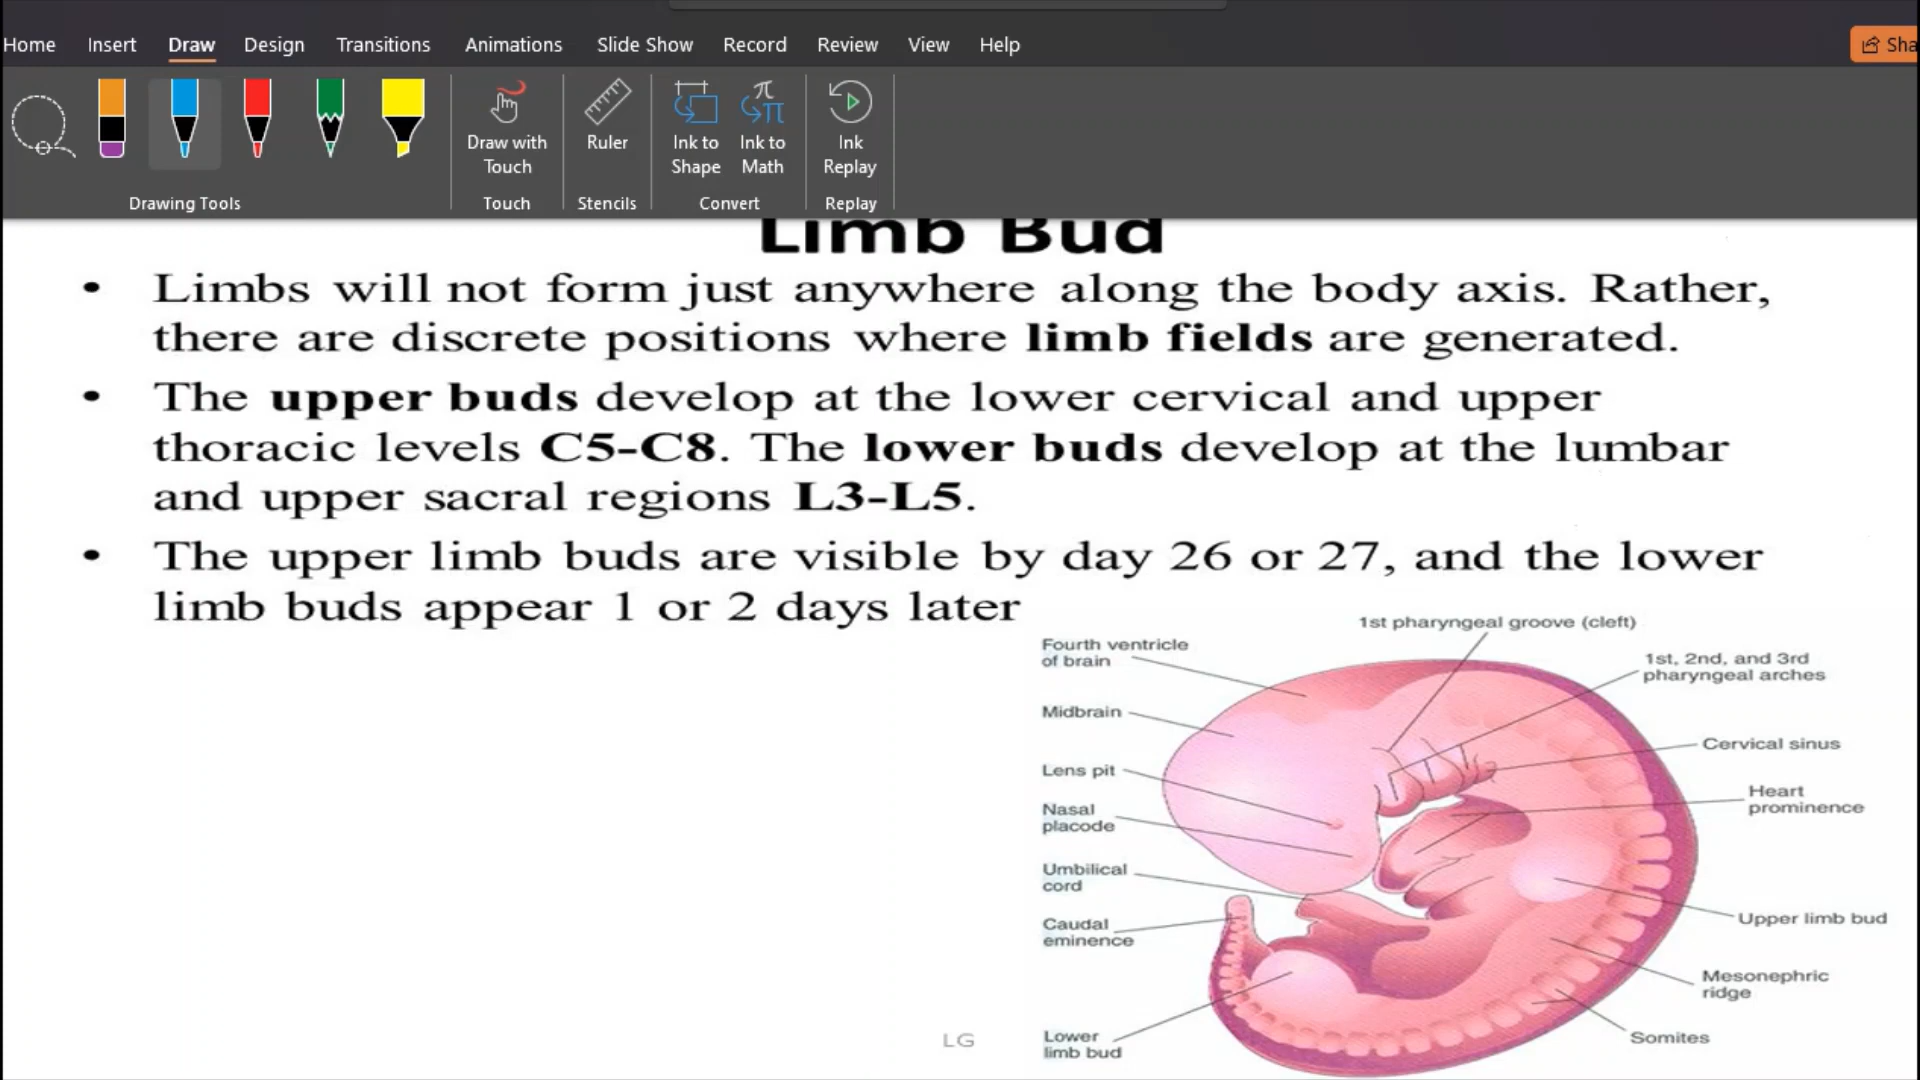 Home Insert Draw Design Transitions Animations Slide Show Record Review View Help Sha
Draw with Touch
Ruler
Ink to Shape
Ink to Math
Ink Replay
Drawing Tools Touch Stencils Convert Replay
Limb Bud
• Limbs will not form just anywhere along the body axis. Rather,
there are discrete positions where limb fields are generated.
• The upper buds develop at the lower cervical and upper
thoracic levels C5-C8. The lower buds develop at the lumbar
and upper sacral regions L3-L5.
• The upper limb buds are visible by day 26 or 27, and the lower
limb buds appear 1 or 2 days later
1st pharyngeal groove (cleft)
Fourth ventricle
of brain
1st, 2nd, and 3rd
pharyngeal arches
Midbrain
Cervical sinus
Lens pit
Heart
prominence
Nasal
placode
Umbilical
cord
Upper limb bud
Caudal
eminence
Mesonephric
ridge
Somites
Lower
limb bud
LG